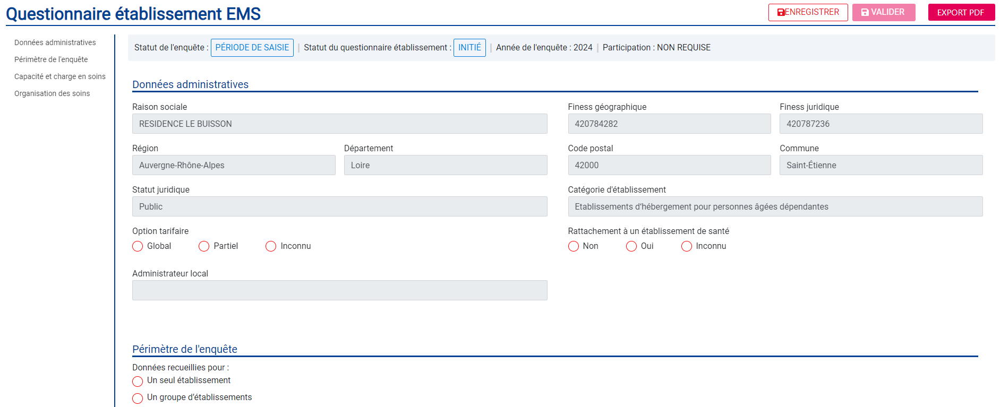 Questionnaire établissement EMS
ENREGISTRER
VALIDER
EXPORT PDF
Données administratives
Périmètre de l'enquête
Capacité et charge en soins
Organisation des soins
Statut de l'enquête : PÉRIODE DE SAISIE | Statut du questionnaire établissement : INITIÉ | Année de l'enquête : 2024 | Participation : NON REQUISE
Données administratives
Raison sociale
RESIDENCE LE BUISSON
Finess géographique
420784282
Finess juridique
420787236
Région
Auvergne-Rhône-Alpes
Département
Loire
Code postal
42000
Commune
Saint-Étienne
Statut juridique
Public
Catégorie d'établissement
Etablissements d‘hébergement pour personnes âgées dépendantes
Option tarifaire
Global Partiel Inconnu
Rattachement à un établissement de santé
Non Oui Inconnu
Administrateur local
Périmètre de l'enquête
Données recueillies pour :
Un seul établissement
Un groupe d’établissements